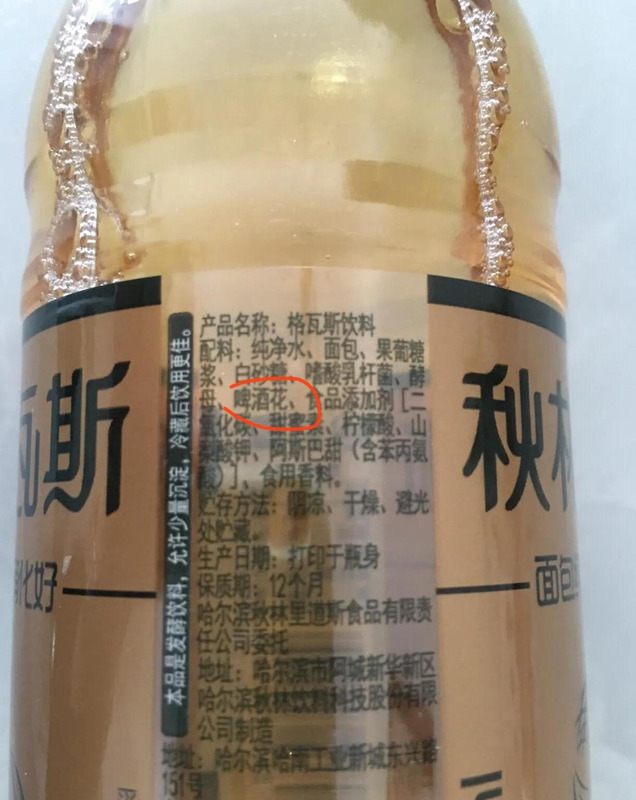 瓦斯
化好
本品是发酵饮料，允许少量沉淀，冷藏后饮用更佳。
产品名称：格瓦斯饮料
配料：纯净水、面包、果葡糖
浆、白砂糖、嗜酸乳杆菌、酵
母、啤酒花、食品添加剂［二
氧化碳、甜蜜素、柠檬酸、山
梨酸钾、阿斯巴甜（含苯丙氨
酸）］、食用香料。
贮存方法：阴凉、干燥、避光
处贮藏。
生产日期：打印于瓶身
保质期：12个月
哈尔滨秋林里道斯食品有限责
任公司委托
地址：哈尔滨市阿城新华新区
哈尔滨秋林饮料科技股份有限
公司制造
地址：哈尔滨哈南工业新城东兴路
151号
秋林
面包